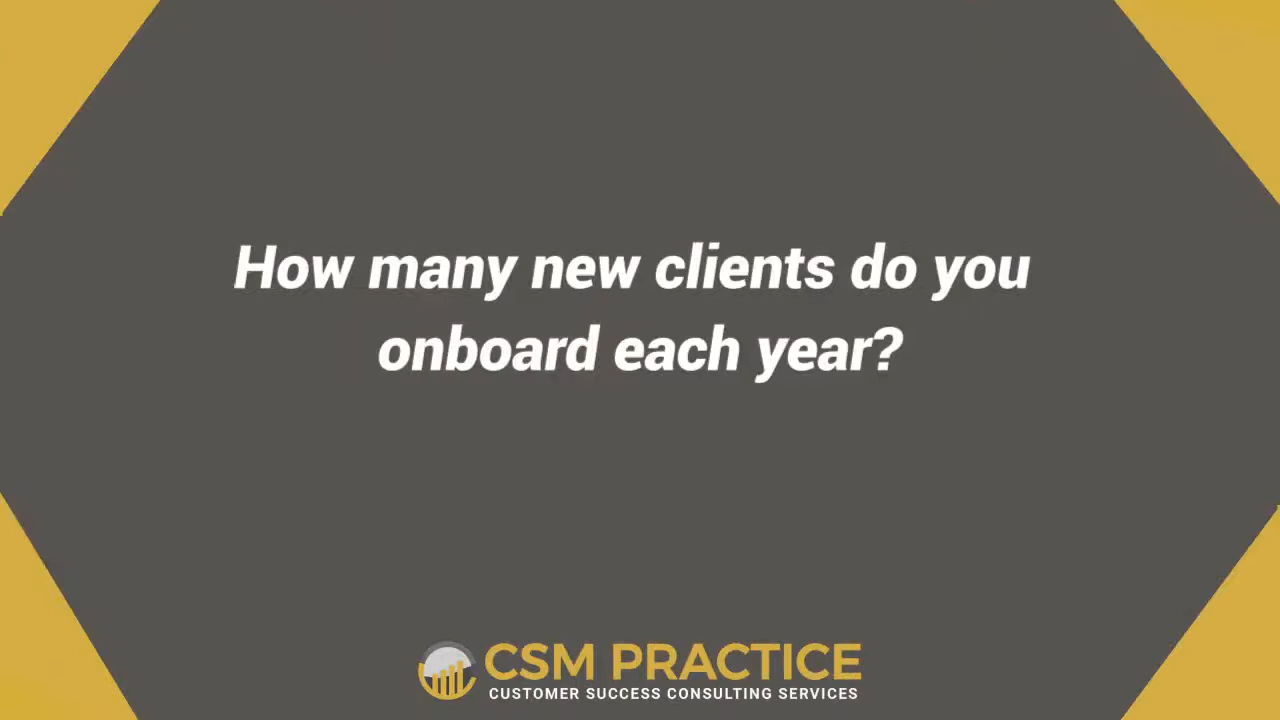 How many new clients do you
onboard each year?
CSM PRACTICE
CUSTOMER SUCCESS CONSULTING SERVICES